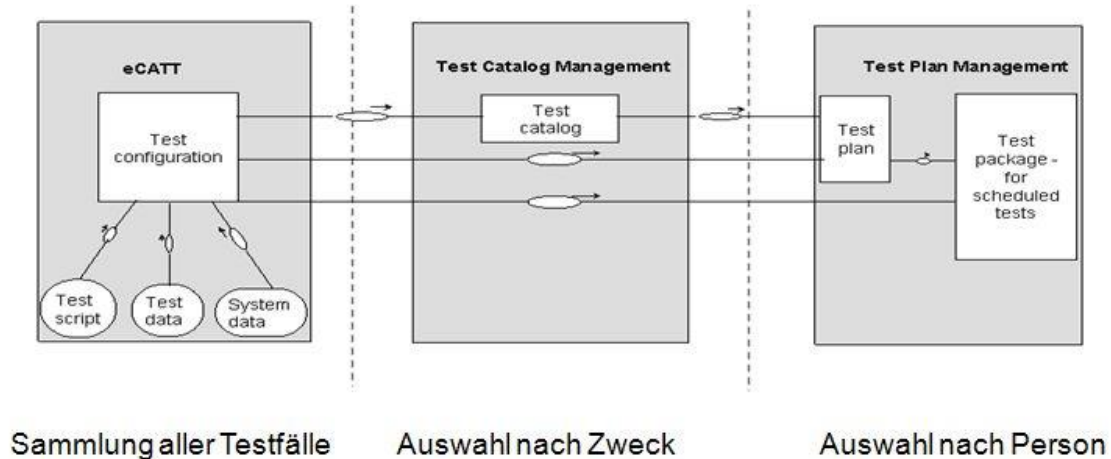 eCATT
Test
configuration
Test
script
Test
data
System
data
Test Catalog Management
Test
catalog
Test Plan Management
Test
plan
Test
package -
for
scheduled
tests
Sammlung aller Testfälle
Auswahl nach Zweck
Auswahl nach Person